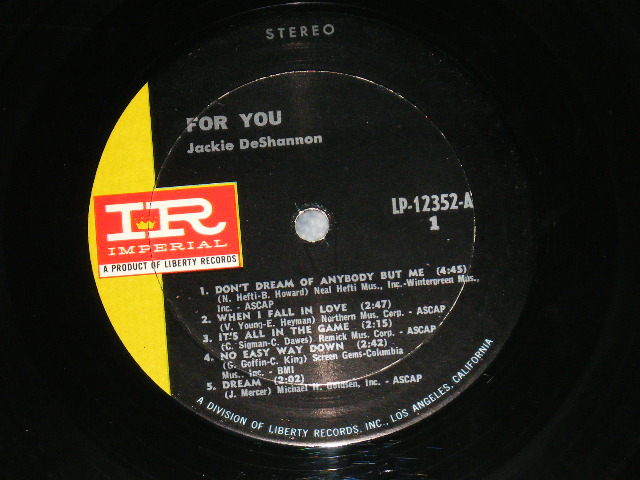 STEREO
FOR YOU
Jackie DeShannon
LP-12352-A
1
IR
IMPERIAL
A PRODUCT OF LIBERTY RECORDS
1. DON'T DREAM OF ANYBODY BUT ME (4:45)
(N. Hefti-B. Howard) Neal Hefti Mus., Inc.-Wintergreen Mus.,
Inc. - ASCAP
2. WHEN I FALL IN LOVE (2:47)
(V. Young-E. Heyman) Northern Mus. Corp. - ASCAP
3. IT'S ALL IN THE GAME (2:15)
(C. Sigman-C. Dawes) Remick Mus. Corp. - ASCAP
4. NO EASY WAY DOWN (2:42)
(G. Goffin-C. King) Screen Gems-Columbia
Mus., Inc. - BMI
5. DREAM (2:02)
(J. Mercer) Michael H. Goldsen, Inc. - ASCAP
A DIVISION OF LIBERTY RECORDS, INC., LOS ANGELES, CALIFORNIA